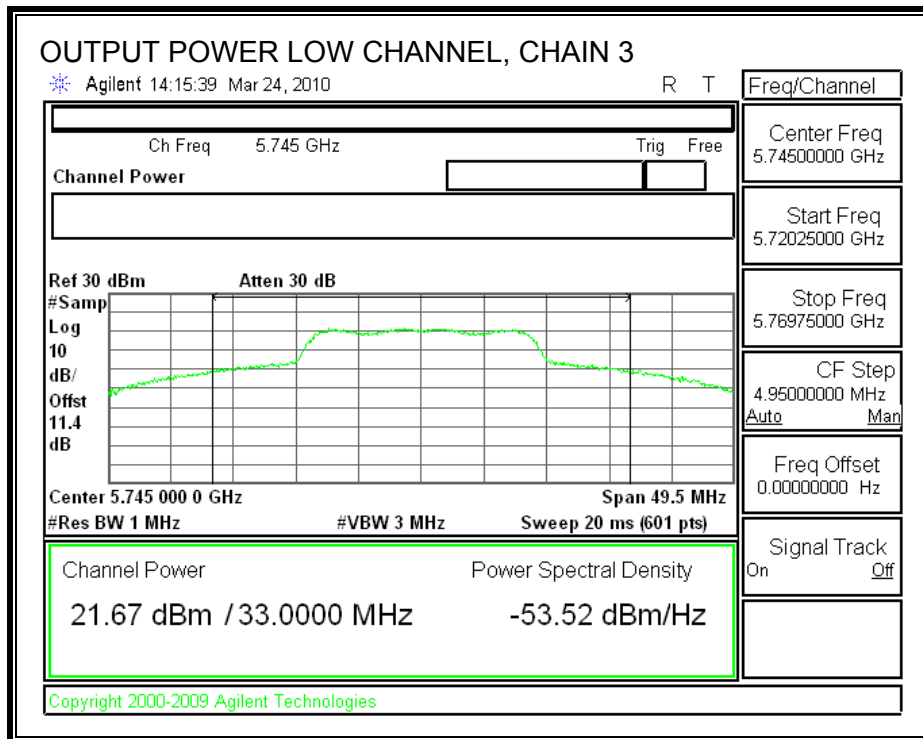 OUTPUT POWER LOW CHANNEL, CHAIN 3
Agilent 14:15:39 Mar 24, 2010 R T
Freq/Channel
Ch Freq 5.745 GHz Trig Free
Channel Power
Center Freq
5.74500000 GHz
Start Freq
5.72025000 GHz
Stop Freq
5.76975000 GHz
CF Step
4.95000000 MHz
Auto Man
Freq Offset
0.00000000 Hz
Signal Track
On Off
Ref 30 dBm Atten 30 dB
#Samp
Log
10
dB/
Offst
11.4
dB
Center 5.745 000 0 GHz Span 49.5 MHz
#Res BW 1 MHz #VBW 3 MHz Sweep 20 ms (601 pts)
Channel Power Power Spectral Density
21.67 dBm / 33.0000 MHz -53.52 dBm/Hz
Copyright 2000-2009 Agilent Technologies